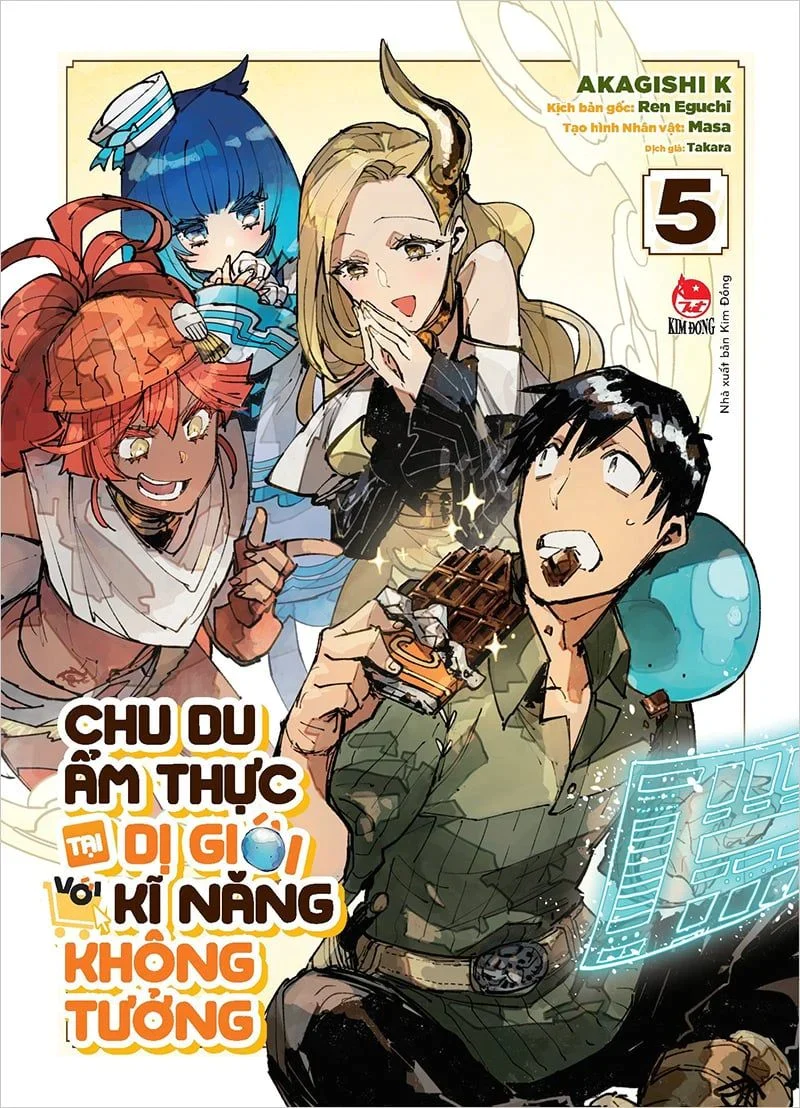 AKAGISHI K
Kịch bản gốc: Ren Eguchi
Tạo hình Nhân vật: Masa
Dịch giả: Takara
5
KIM ĐỒNG
Nhà xuất bản Kim Đồng
CHU DU
ẨM THỰC
TẠI DỊ GIỚI
VỚI KĨ NĂNG
KHÔNG
TƯỞNG